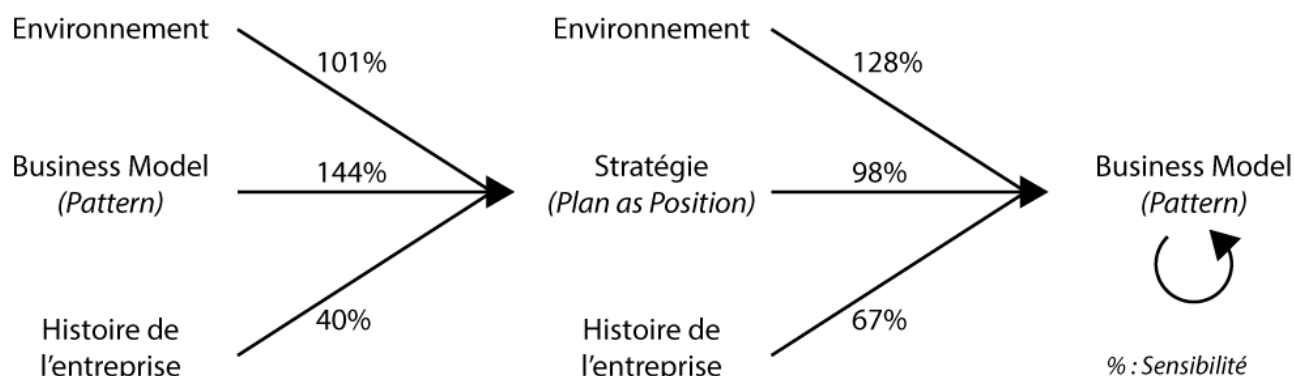 Environnement
101%
Business Model
(Pattern)
144%
Histoire de
l'entreprise
40%
Environnement
128%
Stratégie
(Plan as Position)
98%
Histoire de
l'entreprise
67%
Business Model
(Pattern)
% : Sensibilité